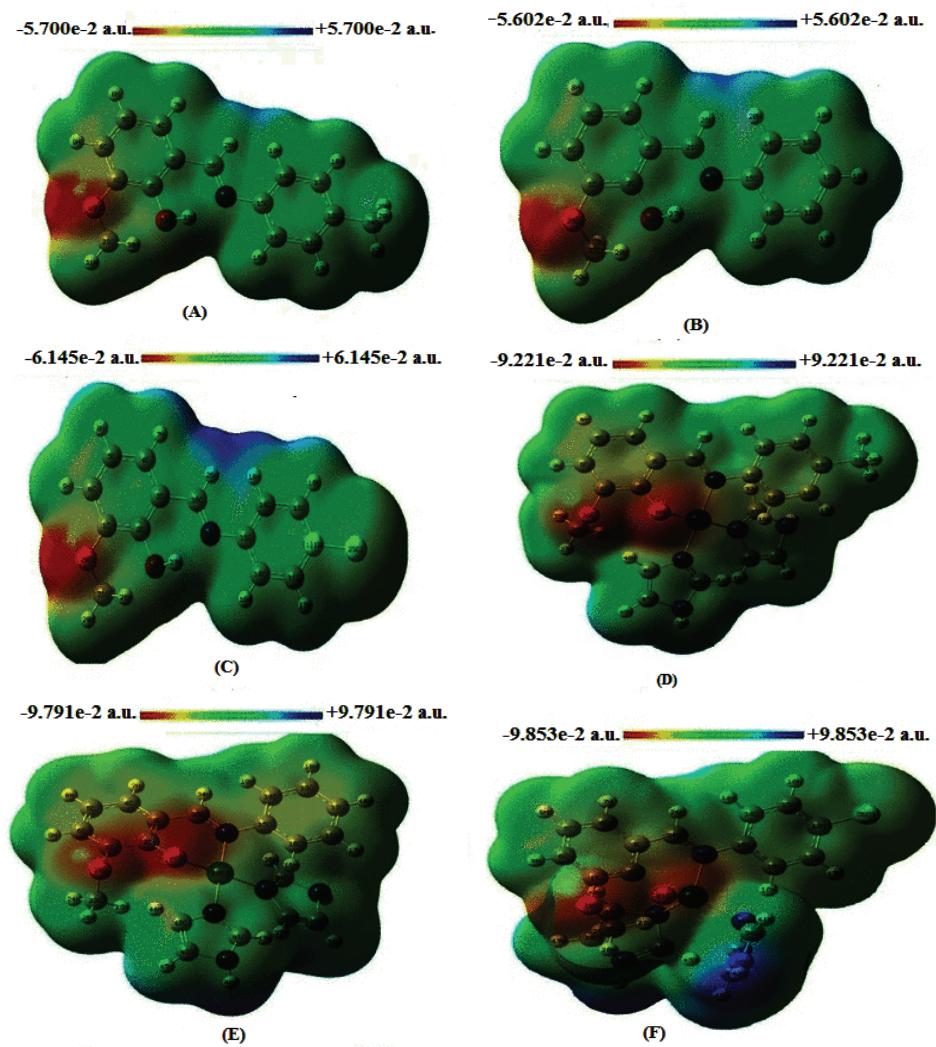 -5.700e-2 a.u. +5.700e-2 a.u.
-5.602e-2 a.u. +5.602e-2 a.u.
(A)
(B)
-6.145e-2 a.u. +6.145e-2 a.u.
-9.221e-2 a.u. +9.221e-2 a.u.
(C)
(D)
-9.791e-2 a.u. +9.791e-2 a.u.
-9.853e-2 a.u. +9.853e-2 a.u.
(E)
(F)